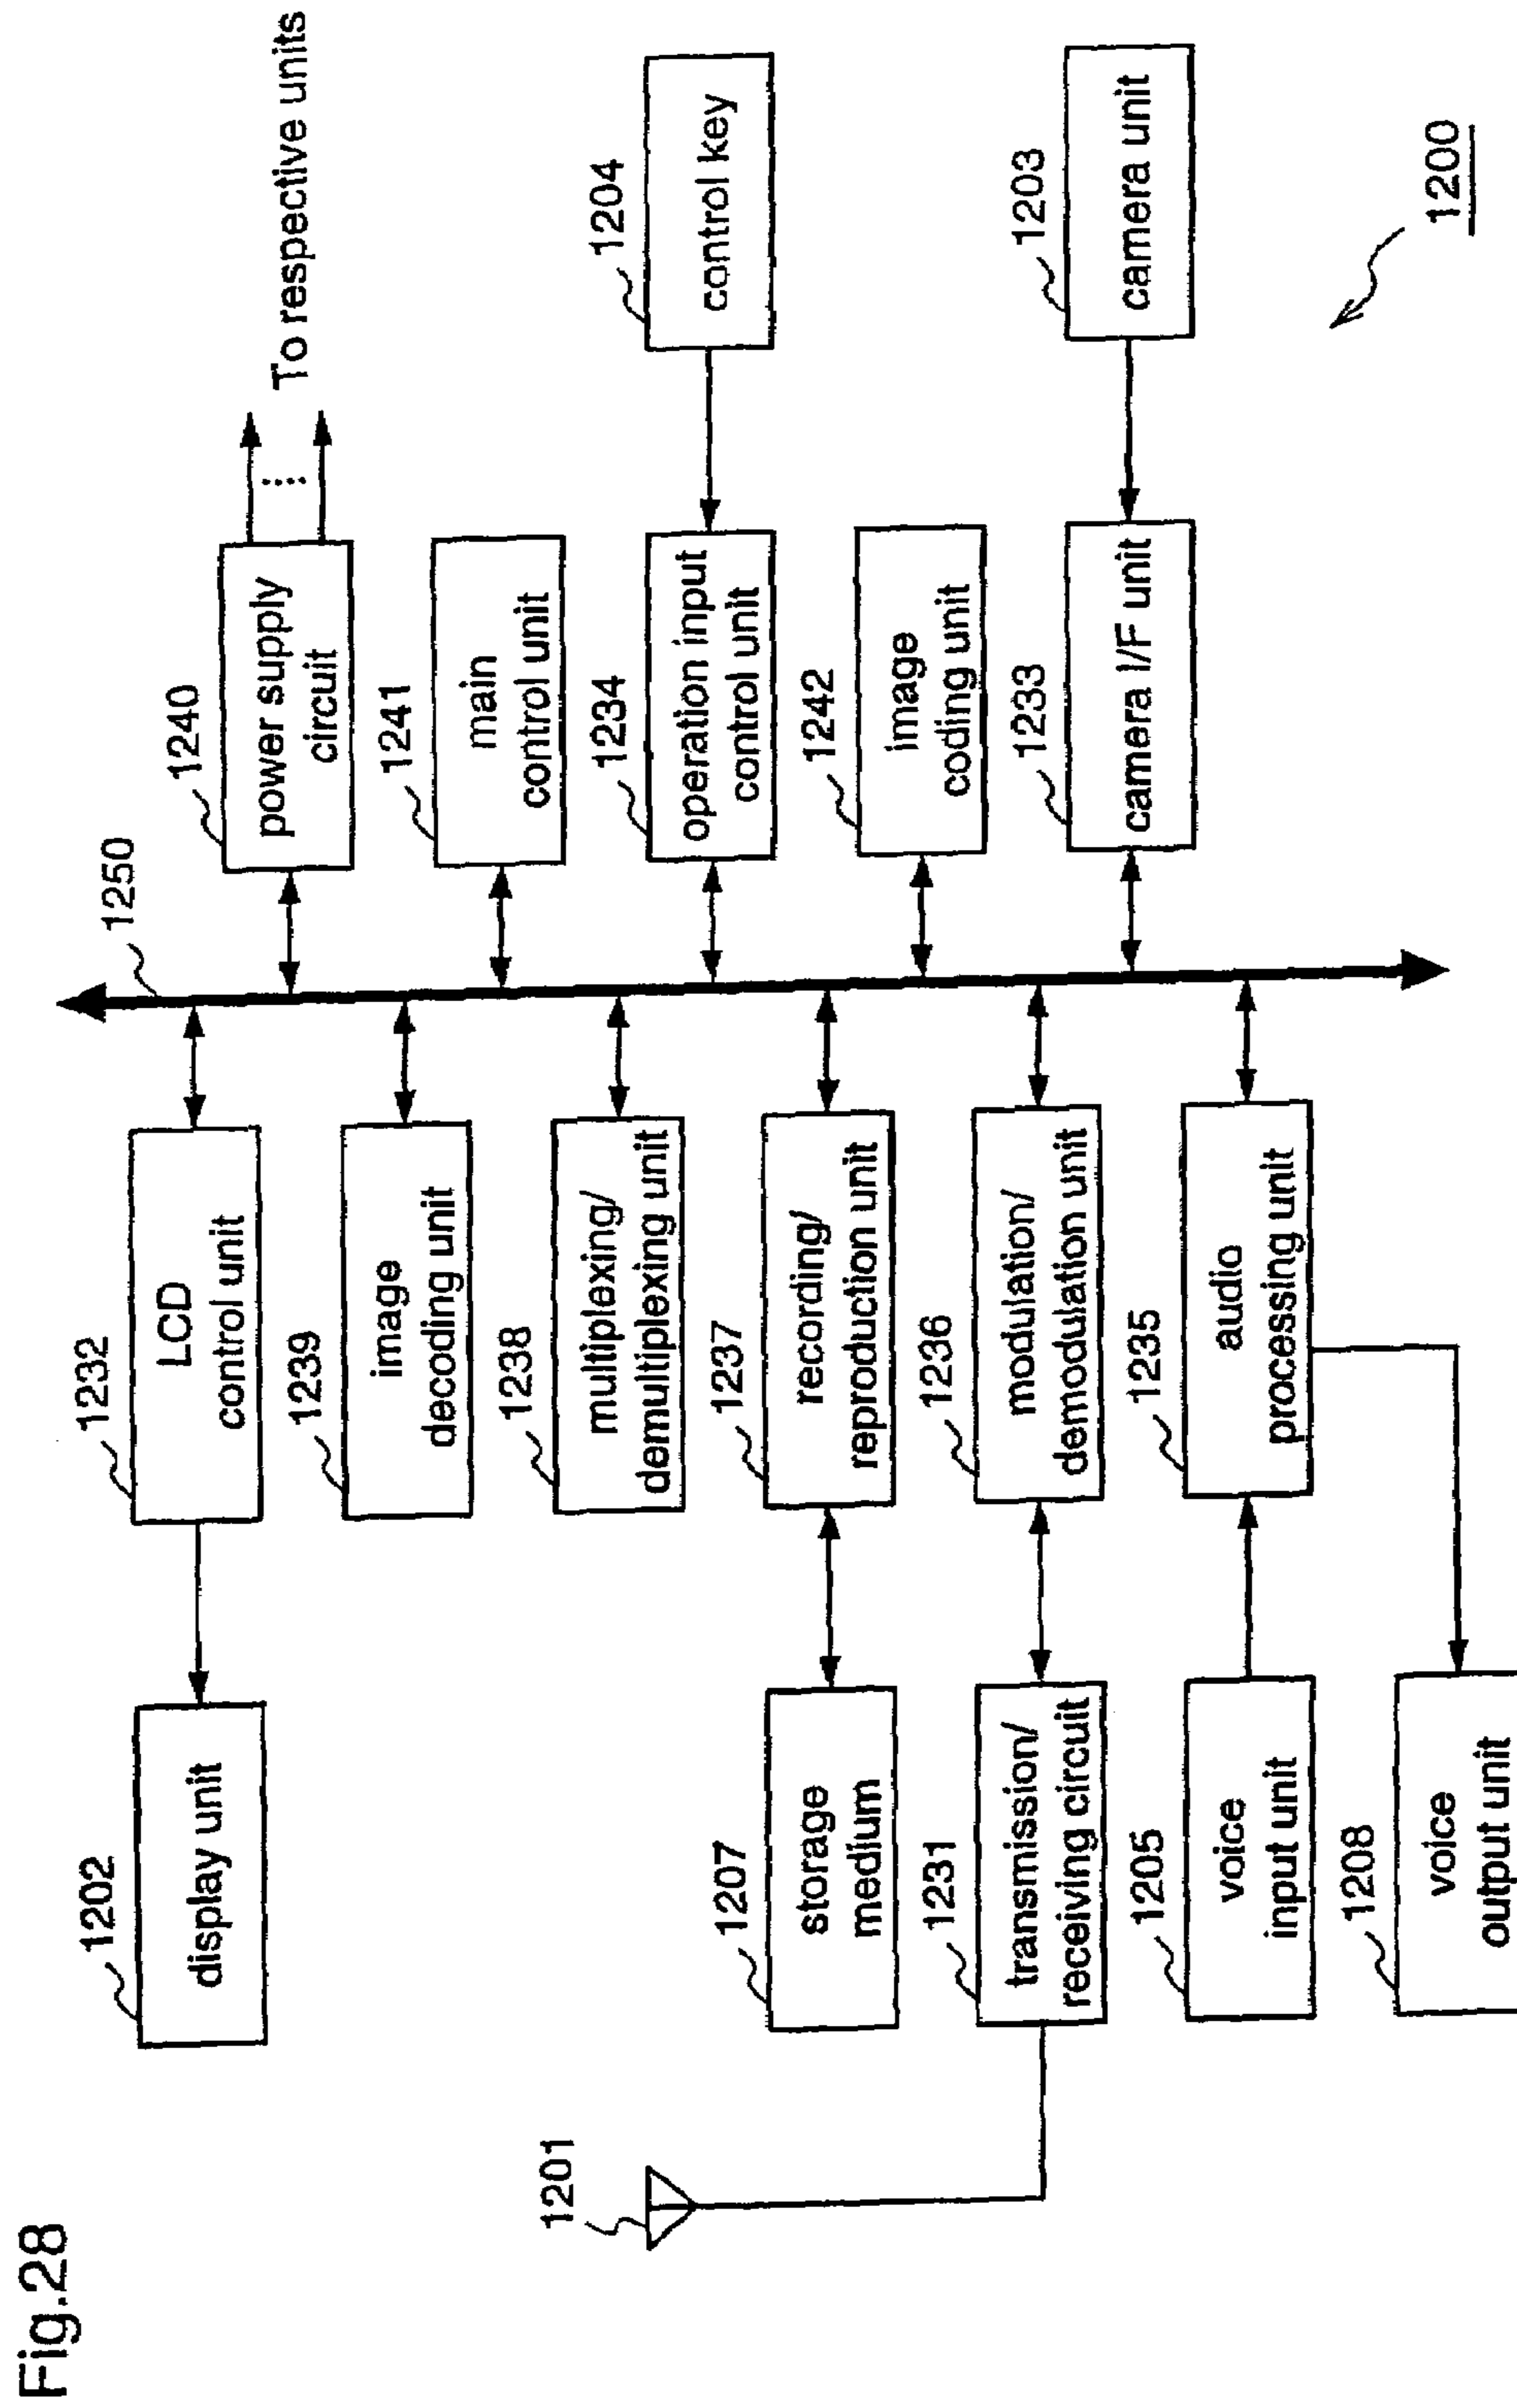 Fig.28
1250
1202
display unit
1232
LCD
control unit
1240
power supply
circuit
To respective units
1239
image
decoding unit
1241
main
control unit
1238
multiplexing/
demultiplexing unit
1234
operation input
control unit
1204
control key
1201
1207
storage
medium
1237
recording/
reproduction unit
1242
image
coding unit
1231
transmission/
receiving circuit
1236
modulation/
demodulation unit
1233
camera I/F unit
1203
camera unit
1205
voice
input unit
1235
audio
processing unit
1208
voice
output unit
1200